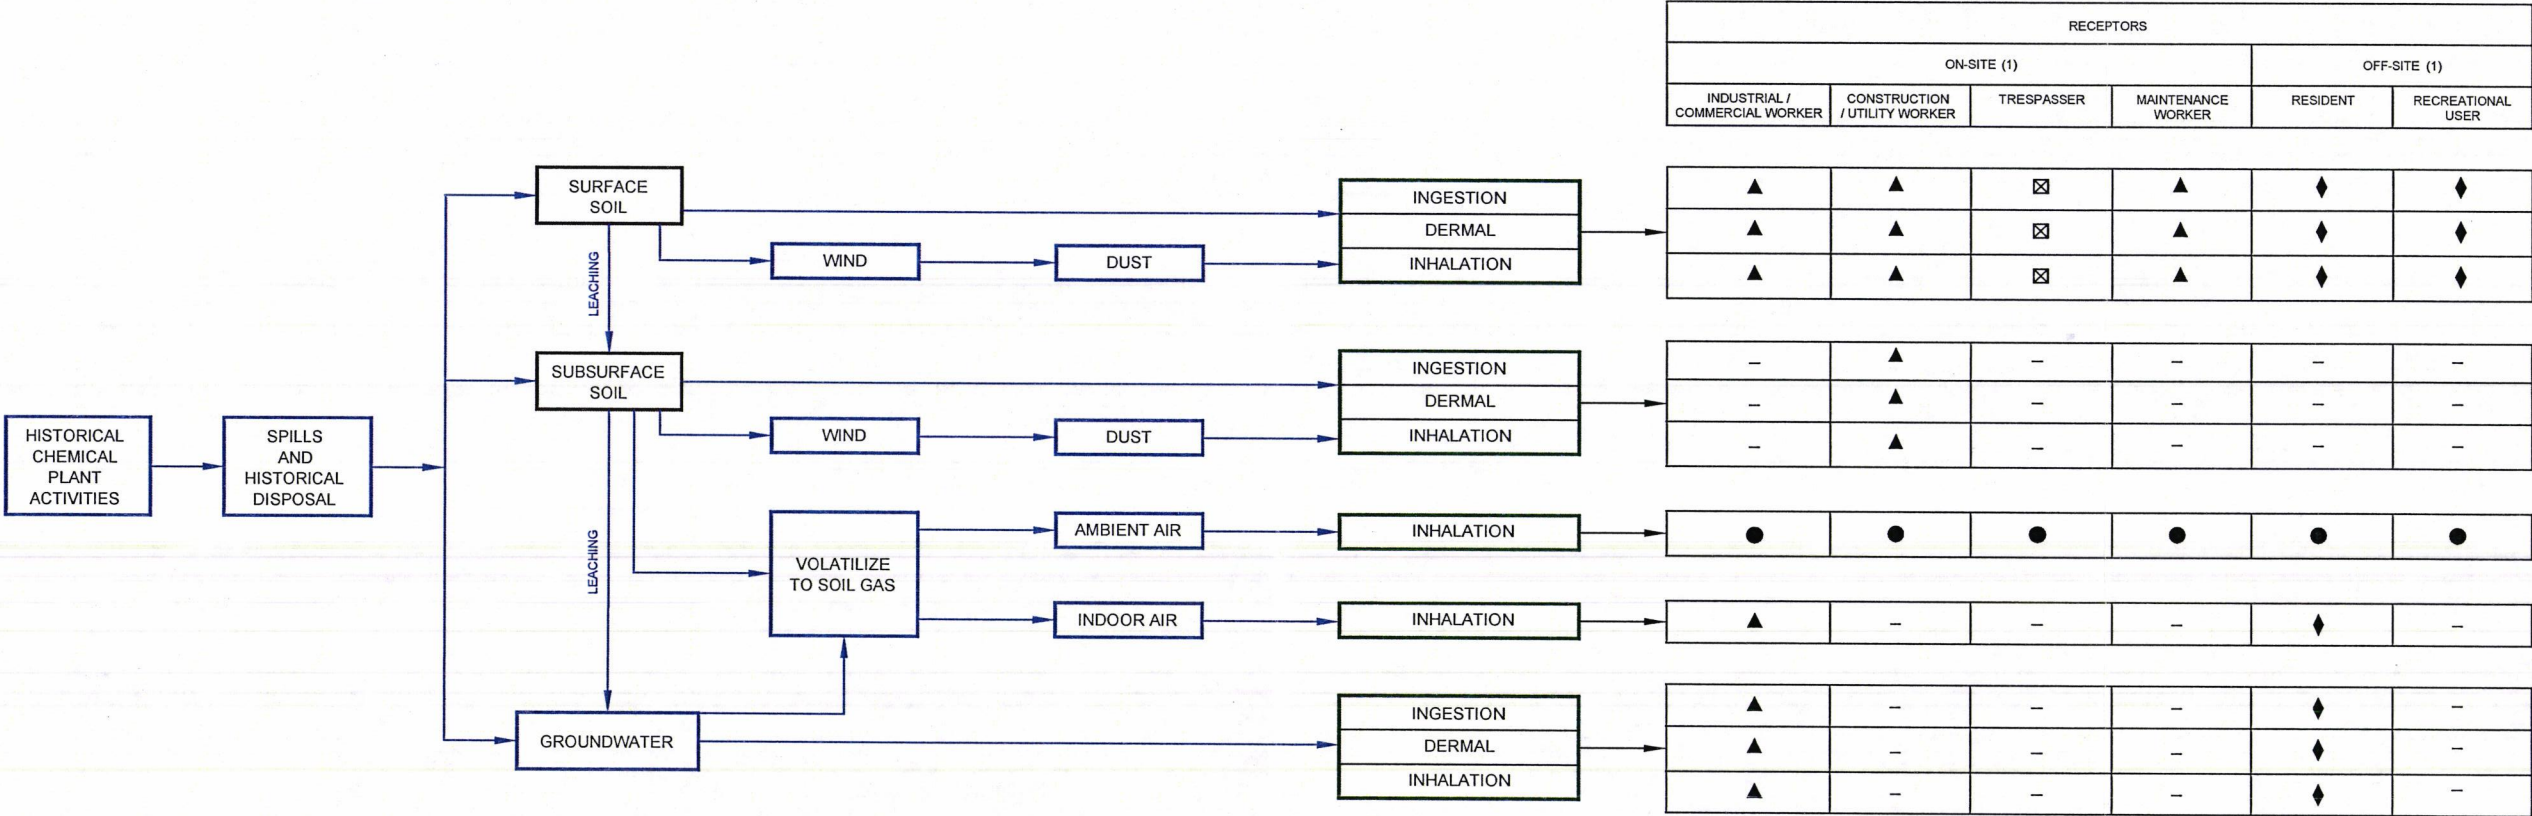 RECEPTORS
ON-SITE (1)
OFF-SITE (1)
INDUSTRIAL /
COMMERCIAL WORKER
CONSTRUCTION
/ UTILITY WORKER
TRESPASSER
MAINTENANCE
WORKER
RESIDENT
RECREATIONAL
USER
SURFACE
SOIL
WIND
DUST
INGESTION
DERMAL
INHALATION
▲ ▲ ⊠ ▲ ♦ ♦
▲ ▲ ⊠ ▲ ♦ ♦
▲ ▲ ⊠ ▲ ♦ ♦
LEACHING
SUBSURFACE
SOIL
WIND
DUST
INGESTION
DERMAL
INHALATION
– ▲ – – – –
– ▲ – – – –
– ▲ – – – –
HISTORICAL
CHEMICAL
PLANT
ACTIVITIES
SPILLS
AND
HISTORICAL
DISPOSAL
LEACHING
VOLATILIZE
TO SOIL GAS
AMBIENT AIR
INHALATION
● ● ● ● ● ●
INDOOR AIR
INHALATION
▲ – – – ♦ –
GROUNDWATER
INGESTION
DERMAL
INHALATION
▲ – – – ♦ –
▲ – – – ♦ –
▲ – – – ♦ –